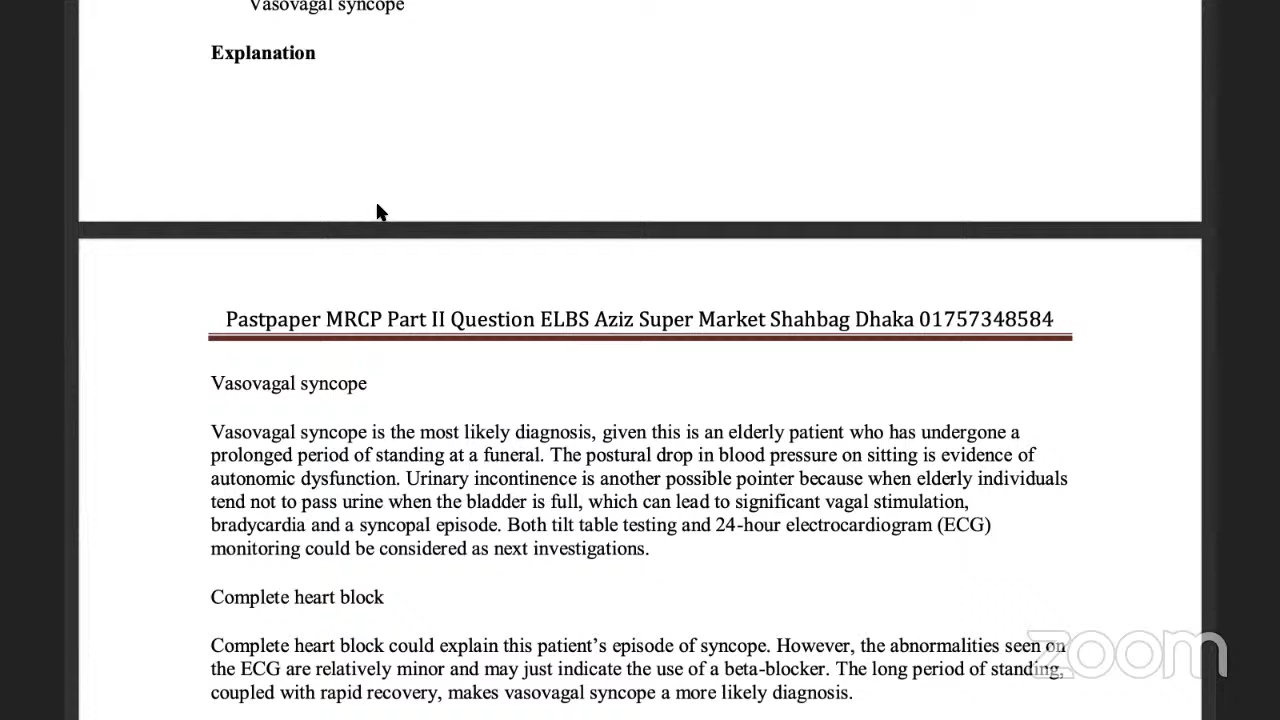 Vasovagal syncope
Explanation
Pastpaper MRCP Part II Question ELBS Aziz Super Market Shahbag Dhaka 01757348584
Vasovagal syncope
Vasovagal syncope is the most likely diagnosis, given this is an elderly patient who has undergone a
prolonged period of standing at a funeral. The postural drop in blood pressure on sitting is evidence of
autonomic dysfunction. Urinary incontinence is another possible pointer because when elderly individuals
tend not to pass urine when the bladder is full, which can lead to significant vagal stimulation,
bradycardia and a syncopal episode. Both tilt table testing and 24-hour electrocardiogram (ECG)
monitoring could be considered as next investigations.
Complete heart block
Complete heart block could explain this patient’s episode of syncope. However, the abnormalities seen on
the ECG are relatively minor and may just indicate the use of a beta-blocker. The long period of standing,
coupled with rapid recovery, makes vasovagal syncope a more likely diagnosis.
zoom